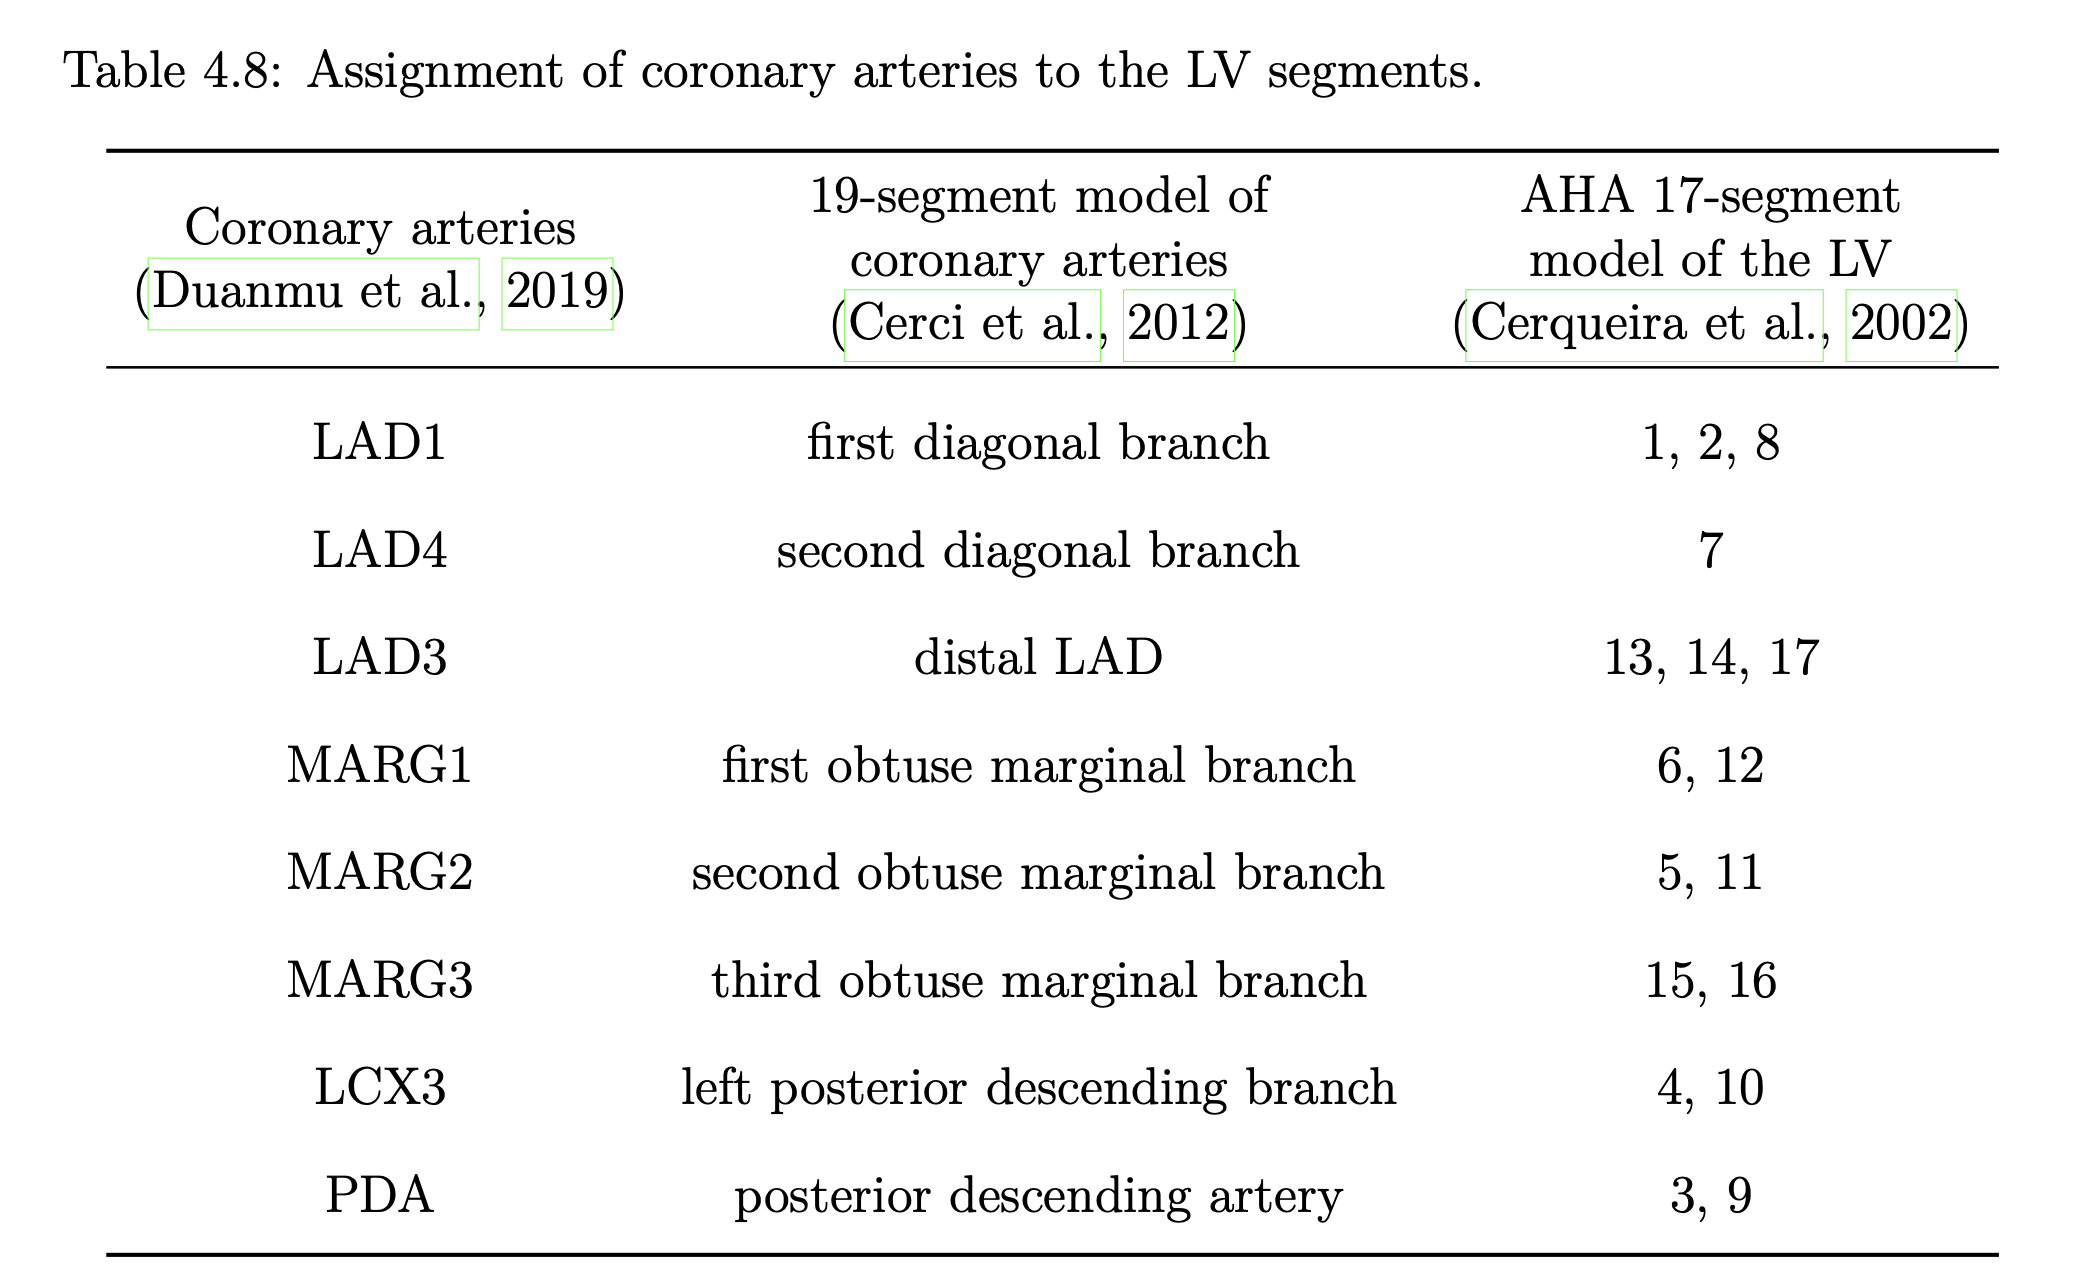 Table 4.8: Assignment of coronary arteries to the LV segments.
Coronary arteries
(Duanmu et al., 2019)
19-segment model of
coronary arteries
(Cerci et al., 2012)
AHA 17-segment
model of the LV
(Cerqueira et al., 2002)
LAD1 first diagonal branch 1, 2, 8
LAD4 second diagonal branch 7
LAD3 distal LAD 13, 14, 17
MARG1 first obtuse marginal branch 6, 12
MARG2 second obtuse marginal branch 5, 11
MARG3 third obtuse marginal branch 15, 16
LCX3 left posterior descending branch 4, 10
PDA posterior descending artery 3, 9